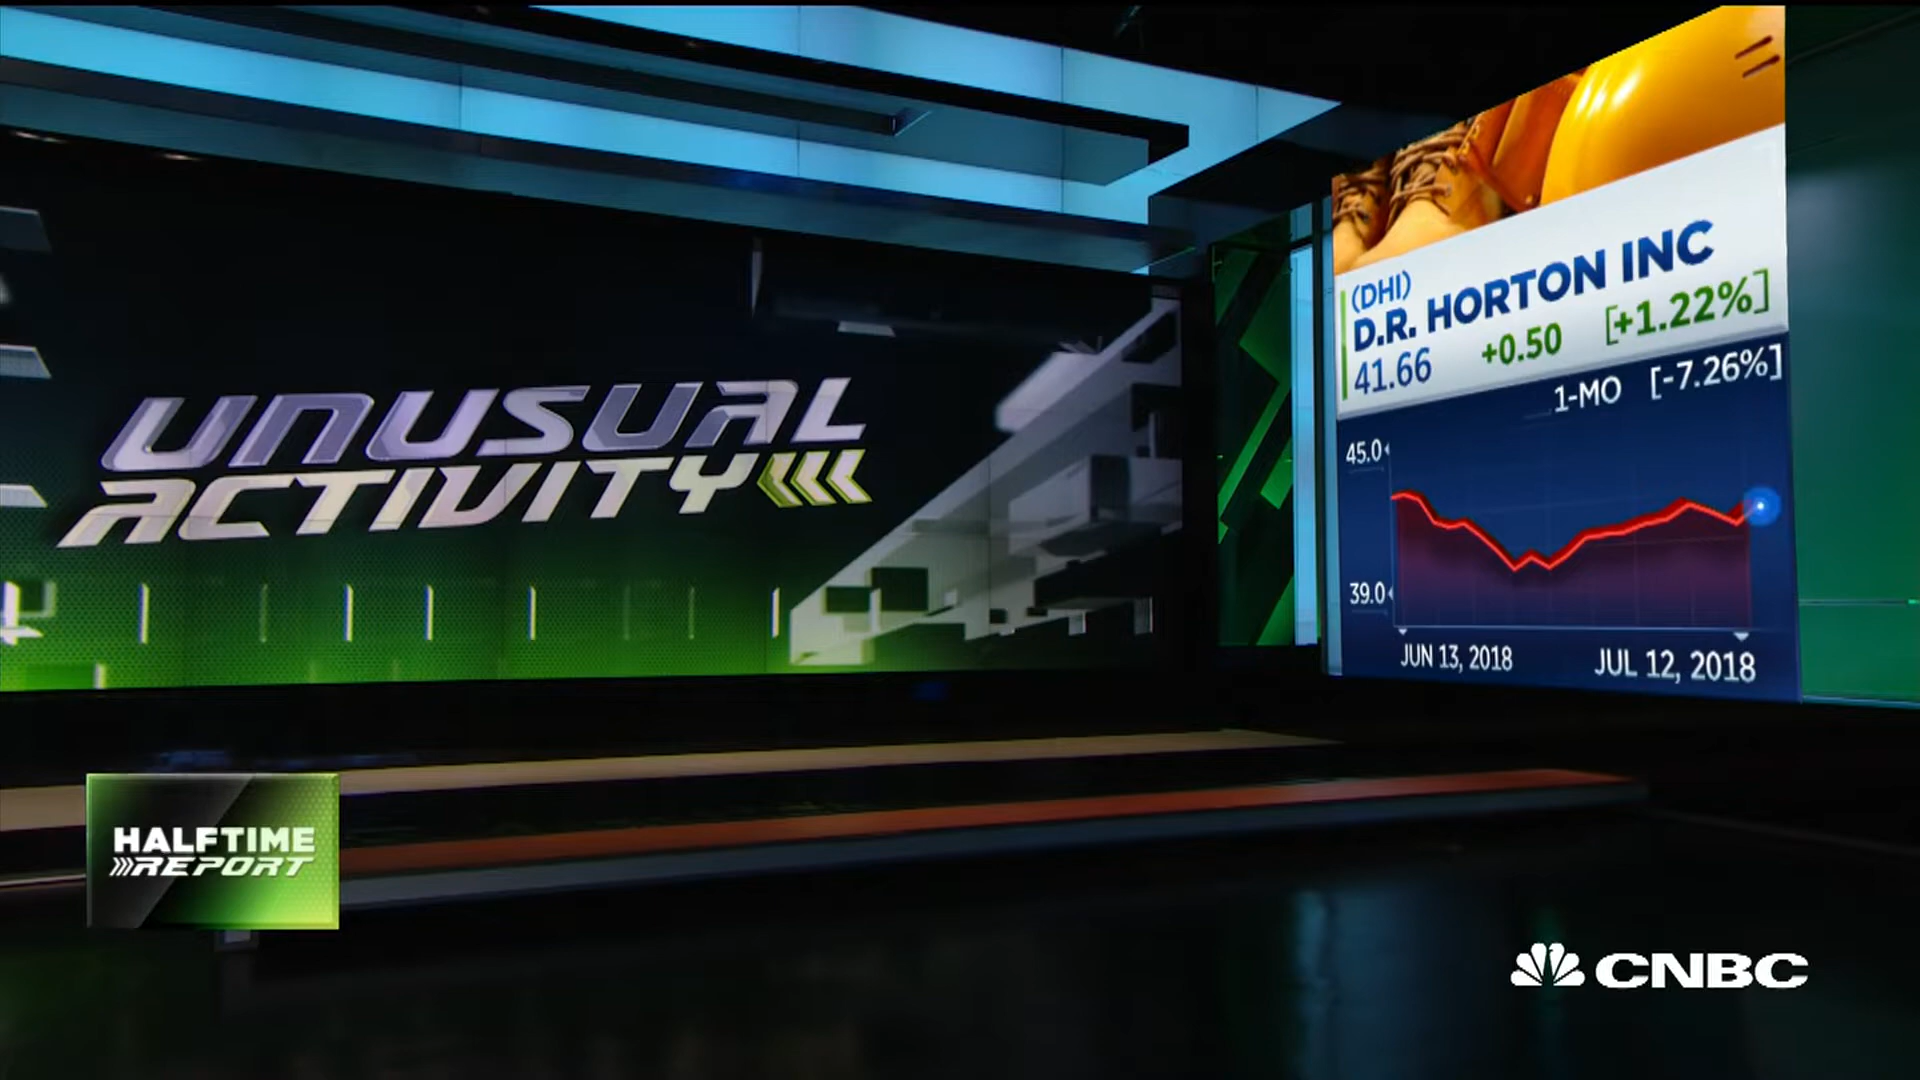 UNUSUAL
ACTIVITY
(DHI)
D.R. HORTON INC
41.66 +0.50 [+1.22%]
1-MO [-7.26%]
45.0
39.0
JUN 13, 2018 JUL 12, 2018
HALFTIME
REPORT
CNBC